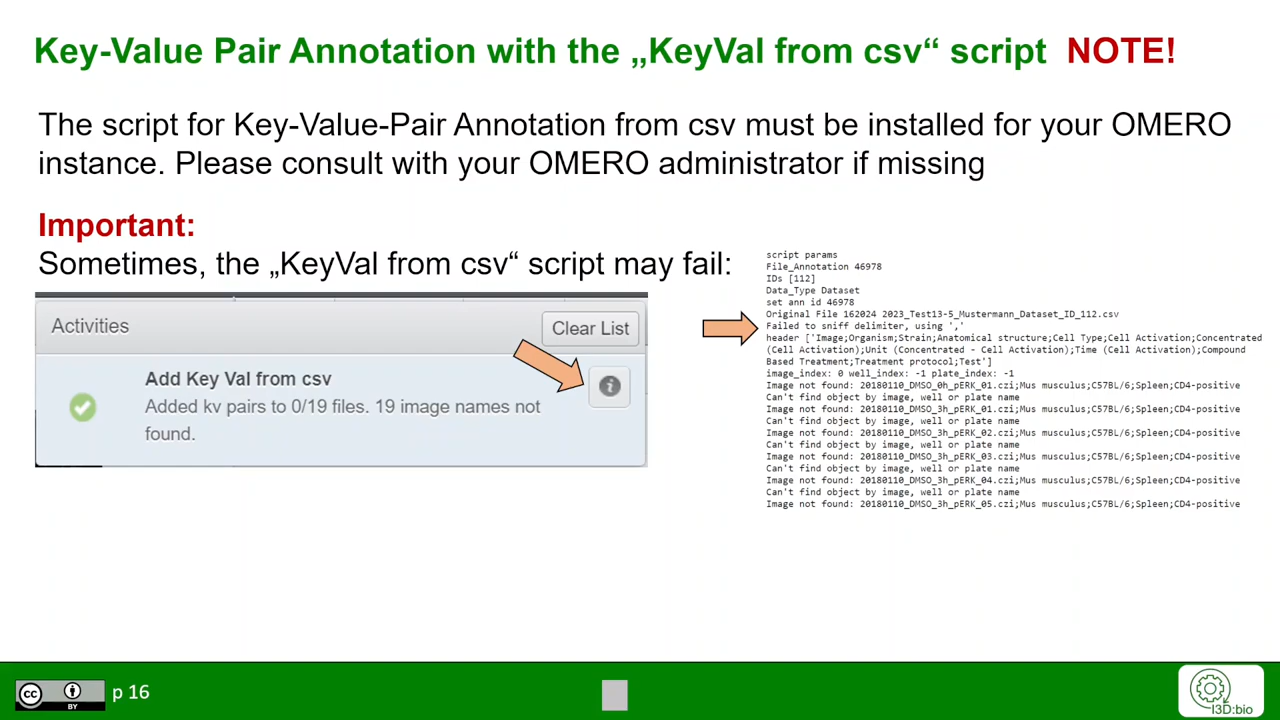 Key-Value Pair Annotation with the „KeyVal from csv“ script NOTE!
The script for Key-Value-Pair Annotation from csv must be installed for your OMERO
instance. Please consult with your OMERO administrator if missing
Important:
Sometimes, the „KeyVal from csv“ script may fail:
Activities
Clear List
Add Key Val from csv
Added kv pairs to 0/19 files. 19 image names not
found.
script params
File_Annotation 46978
IDs [112]
Data_Type Dataset
set ann id 46978
Original File 162024 2023_Test13-5_Mustermann_Dataset_ID_112.csv
Failed to sniff delimiter, using ','
header ['Image;Organism;Strain;Anatomical structure;Cell Type;Cell Activation;Concentrated
(Cell Activation);Unit (Concentrated - Cell Activation);Time (Cell Activation);Compound
Based Treatment;Treatment protocol;Test']
image_index: 0 well_index: -1 plate_index: -1
Image not found: 20180110_DMSO_0h_pERK_01.czi;Mus musculus;C57BL/6;Spleen;CD4-positive
Can't find object by image, well or plate name
Image not found: 20180110_DMSO_3h_pERK_01.czi;Mus musculus;C57BL/6;Spleen;CD4-positive
Can't find object by image, well or plate name
Image not found: 20180110_DMSO_3h_pERK_02.czi;Mus musculus;C57BL/6;Spleen;CD4-positive
Can't find object by image, well or plate name
Image not found: 20180110_DMSO_3h_pERK_03.czi;Mus musculus;C57BL/6;Spleen;CD4-positive
Can't find object by image, well or plate name
Image not found: 20180110_DMSO_3h_pERK_04.czi;Mus musculus;C57BL/6;Spleen;CD4-positive
Can't find object by image, well or plate name
Image not found: 20180110_DMSO_3h_pERK_05.czi;Mus musculus;C57BL/6;Spleen;CD4-positive
cc BY
p 16
I3D:bio